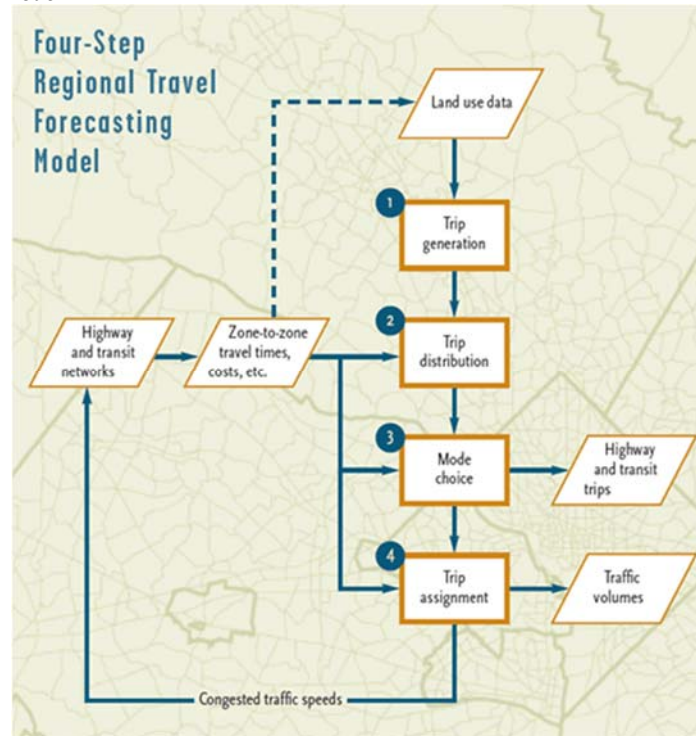 Four-Step
Regional Travel
Forecasting
Model
Land use data
1
Trip
generation
2
Trip
distribution
Highway
and transit
networks
Zone-to-zone
travel times,
costs, etc.
3
Mode
choice
Highway
and transit
trips
4
Trip
assignment
Traffic
volumes
Congested traffic speeds